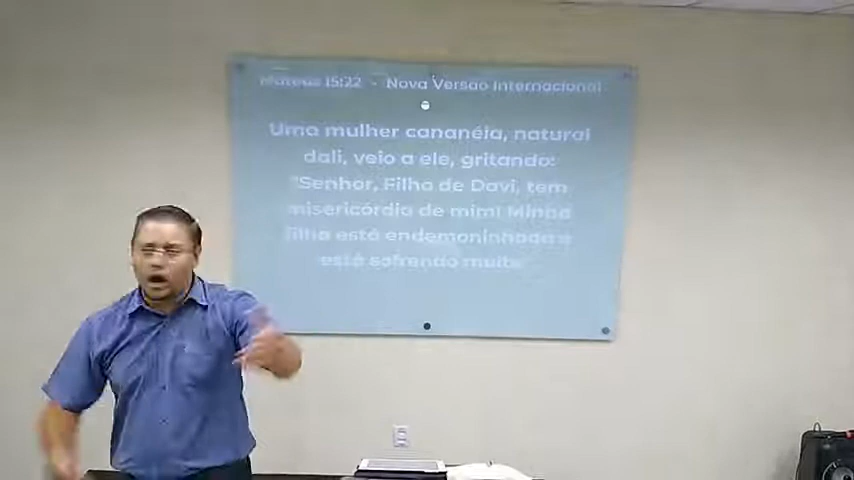 Mateus 15:22 - Nova Versão Internacional
Uma mulher cananéia, natural
dali, veio a ele, gritando:
"Senhor, Filho de Davi, tem
misericórdia de mim! Minha
filha está endemoninhada e
está sofrendo muito".